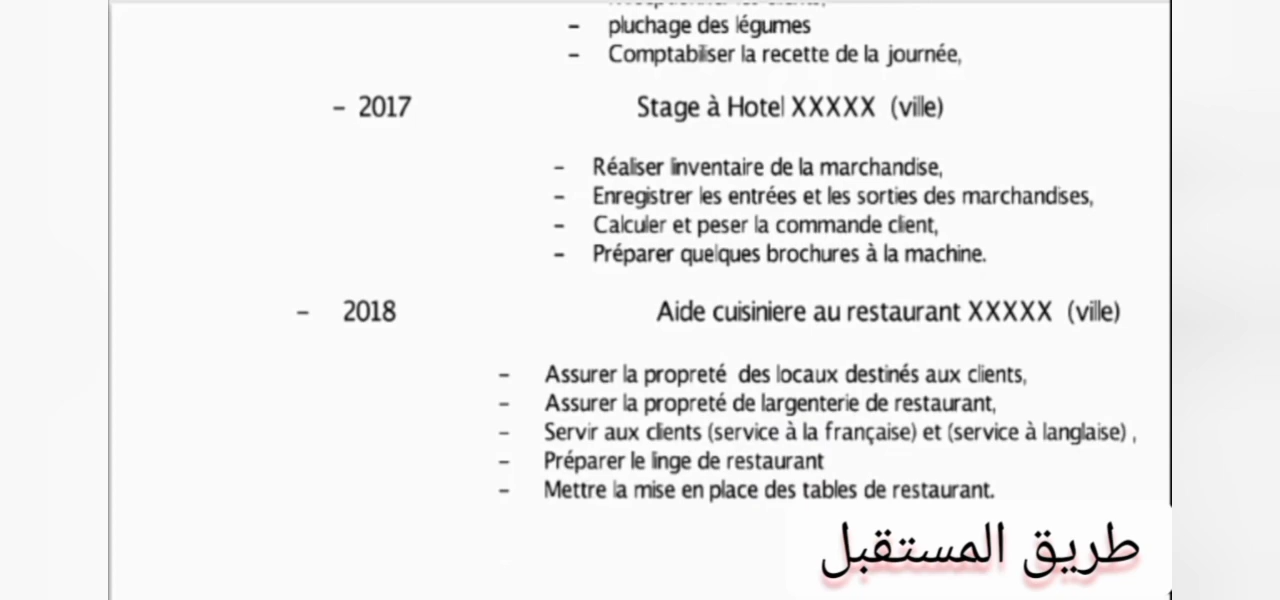 - pluchage des légumes
- Comptabiliser la recette de la journée,
- 2017 Stage à Hotel XXXXX (ville)
- Réaliser linventaire de la marchandise,
- Enregistrer les entrées et les sorties des marchandises,
- Calculer et peser la commande client,
- Préparer quelques brochures à la machine.
- 2018 Aide cuisiniere au restaurant XXXXX (ville)
- Assurer la propreté des locaux destinés aux clients,
- Assurer la propreté de largenterie de restaurant,
- Servir aux clients (service à la française) et (service à langlaise) ,
- Préparer le linge de restaurant
- Mettre la mise en place des tables de restaurant.
طريق المستقبل